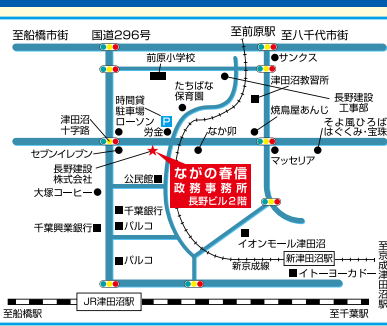 至船橋市街
国道296号
至前原駅
至八千代市街
サンクス
前原小学校
たちばな
保育園
津田沼教習所
長野建設
工事部
時間貸
駐車場
P
ローソン
労金
なか卯
焼鳥屋あんじ
そよ風ひろば
はぐくみ・宝珠
津田沼
十字路
セブンイレブン
マッセリア
長野建設
株式会社
大塚コーヒー
公民館
ながの春信
政務事務所
長野ビル2階
千葉銀行
パルコ
千葉興業銀行
パルコ
イオンモール津田沼
新京成線
新津田沼駅
イトーヨーカドー
至京成津田沼駅
JR津田沼駅
至船橋駅
至千葉駅